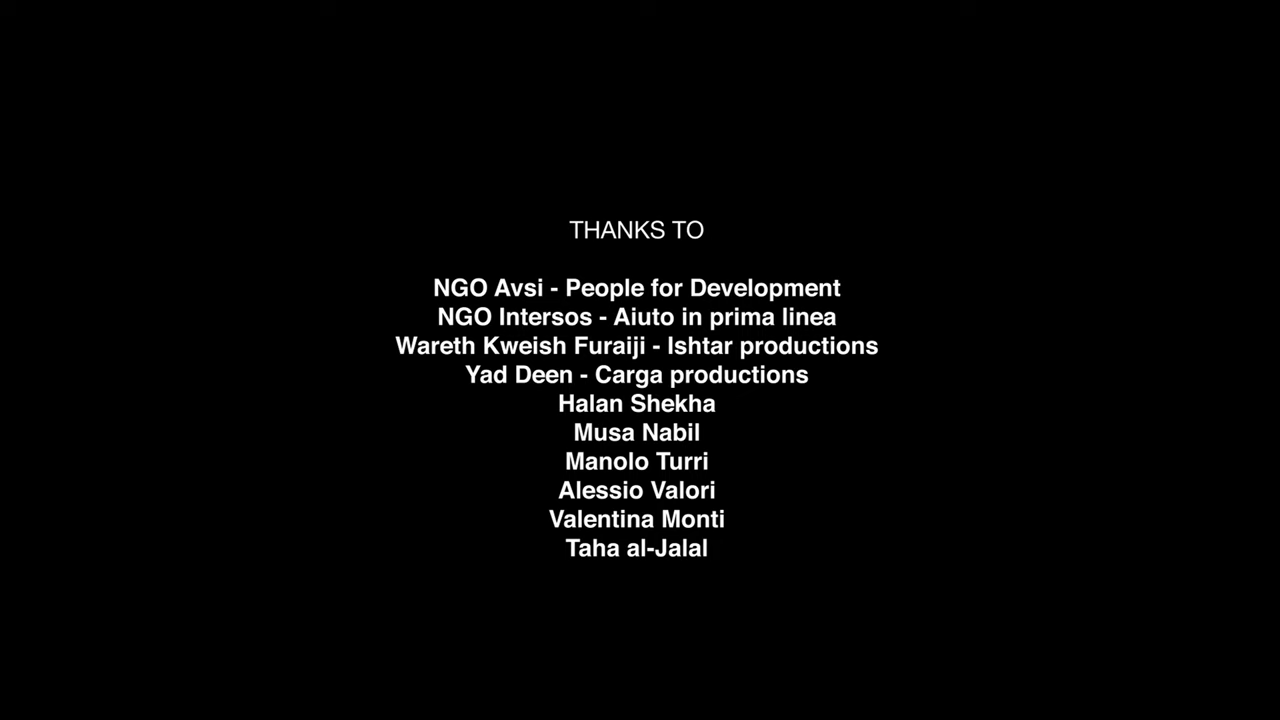 THANKS TO
NGO Avsi - People for Development
NGO Intersos - Aiuto in prima linea
Wareth Kweish Furaiji - Ishtar productions
Yad Deen - Carga productions
Halan Shekha
Musa Nabil
Manolo Turri
Alessio Valori
Valentina Monti
Taha al-Jalal